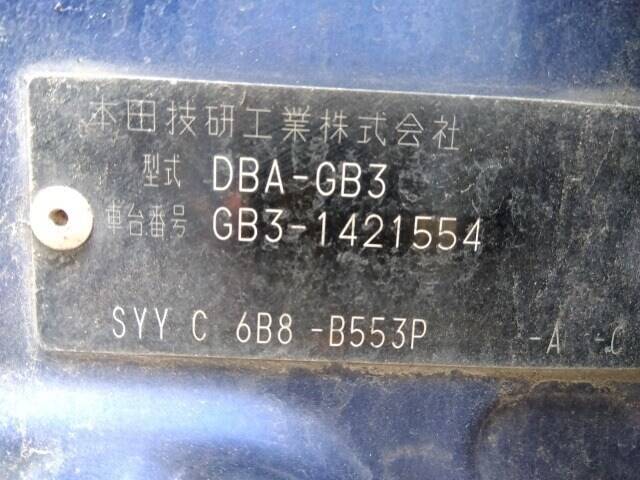 本田技研工業株式会社
型式 DBA-GB3
車台番号 GB3-1421554
SYY C 6B8 -B553P -A -C